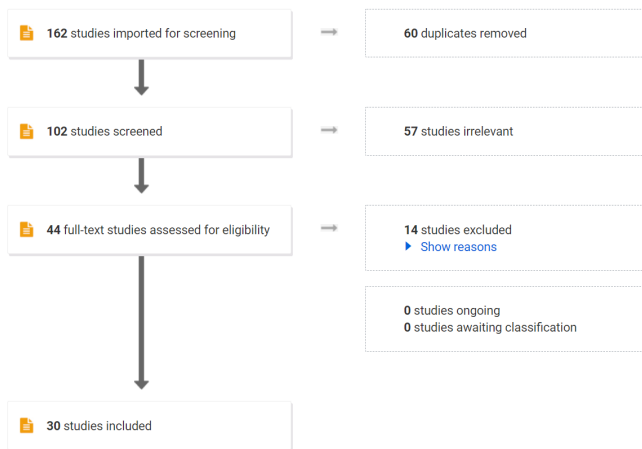 162 studies imported for screening
60 duplicates removed
102 studies screened
57 studies irrelevant
44 full-text studies assessed for eligibility
14 studies excluded
Show reasons
0 studies ongoing
0 studies awaiting classification
30 studies included